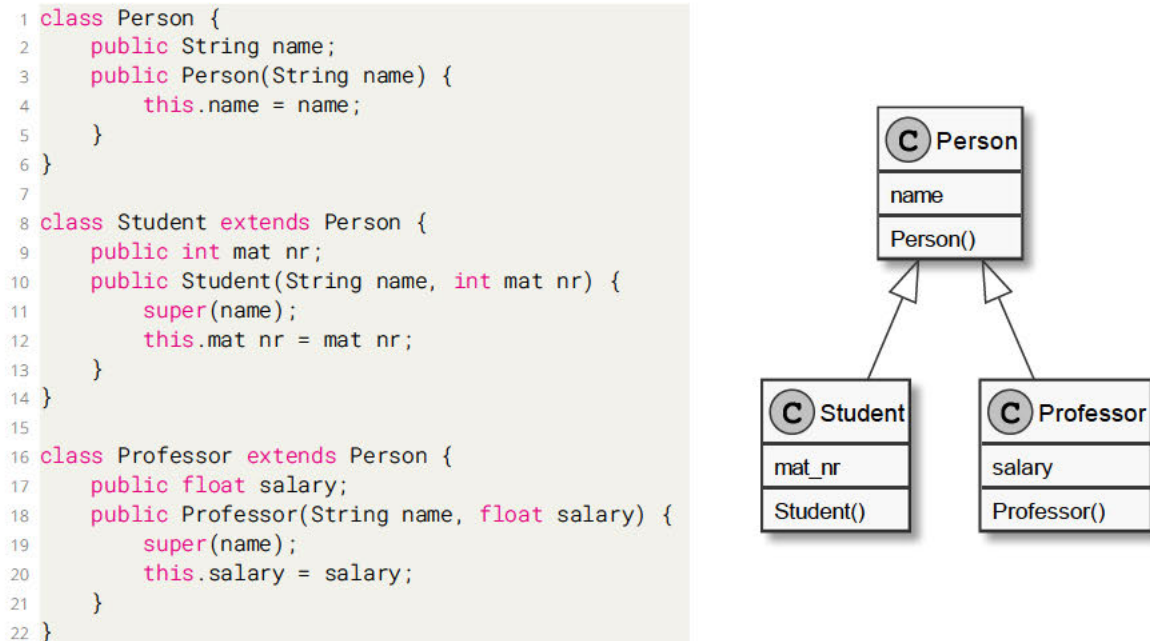 1 class Person {
2 public String name;
3 public Person(String name) {
4 this.name = name;
5 }
6 }
7
8 class Student extends Person {
9 public int mat nr;
10 public Student(String name, int mat nr) {
11 super(name);
12 this.mat nr = mat nr;
13 }
14 }
15
16 class Professor extends Person {
17 public float salary;
18 public Professor(String name, float salary) {
19 super(name);
20 this.salary = salary;
21 }
22 }
C Person
name
Person()
C Student
mat_nr
Student()
C Professor
salary
Professor()